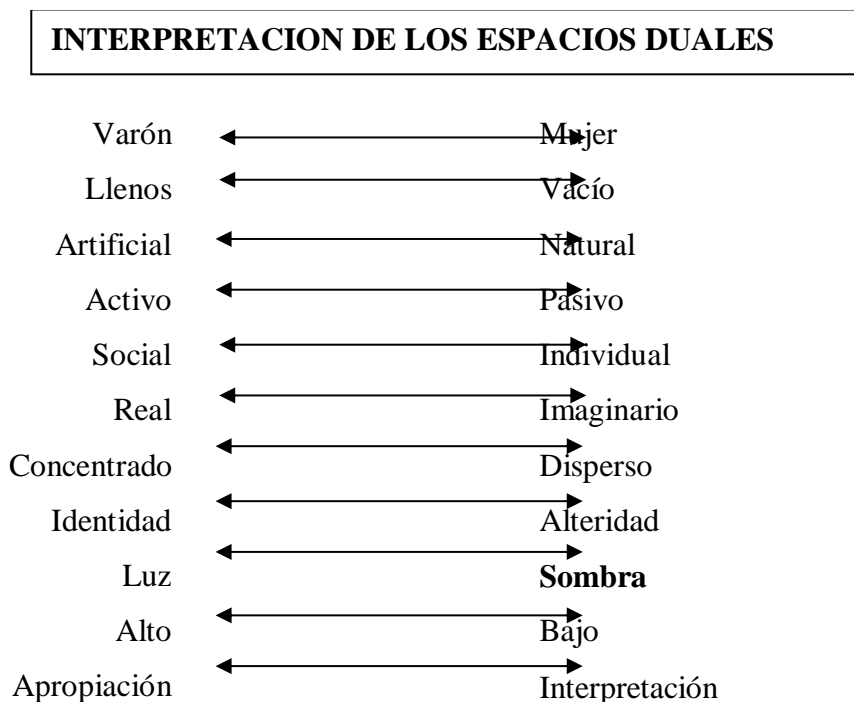 INTERPRETACION DE LOS ESPACIOS DUALES
Varón Mujer
Llenos Vacío
Artificial Natural
Activo Pasivo
Social Individual
Real Imaginario
Concentrado Disperso
Identidad Alteridad
Luz Sombra
Alto Bajo
Apropiación Interpretación